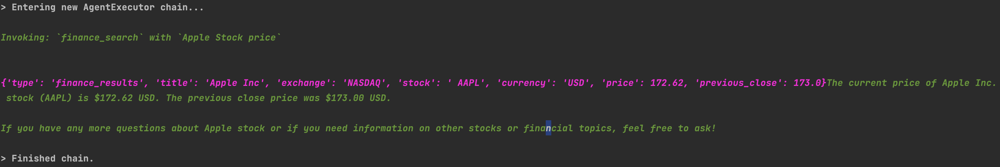 > Entering new AgentExecutor chain...
Invoking: `finance_search` with `Apple Stock price`
{'type': 'finance_results', 'title': 'Apple Inc', 'exchange': 'NASDAQ', 'stock': ' AAPL', 'currency': 'USD', 'price': 172.62, 'previous_close': 173.0}The current price of Apple Inc.
stock (AAPL) is $172.62 USD. The previous close price was $173.00 USD.
If you have any more questions about Apple stock or if you need information on other stocks or financial topics, feel free to ask!
> Finished chain.